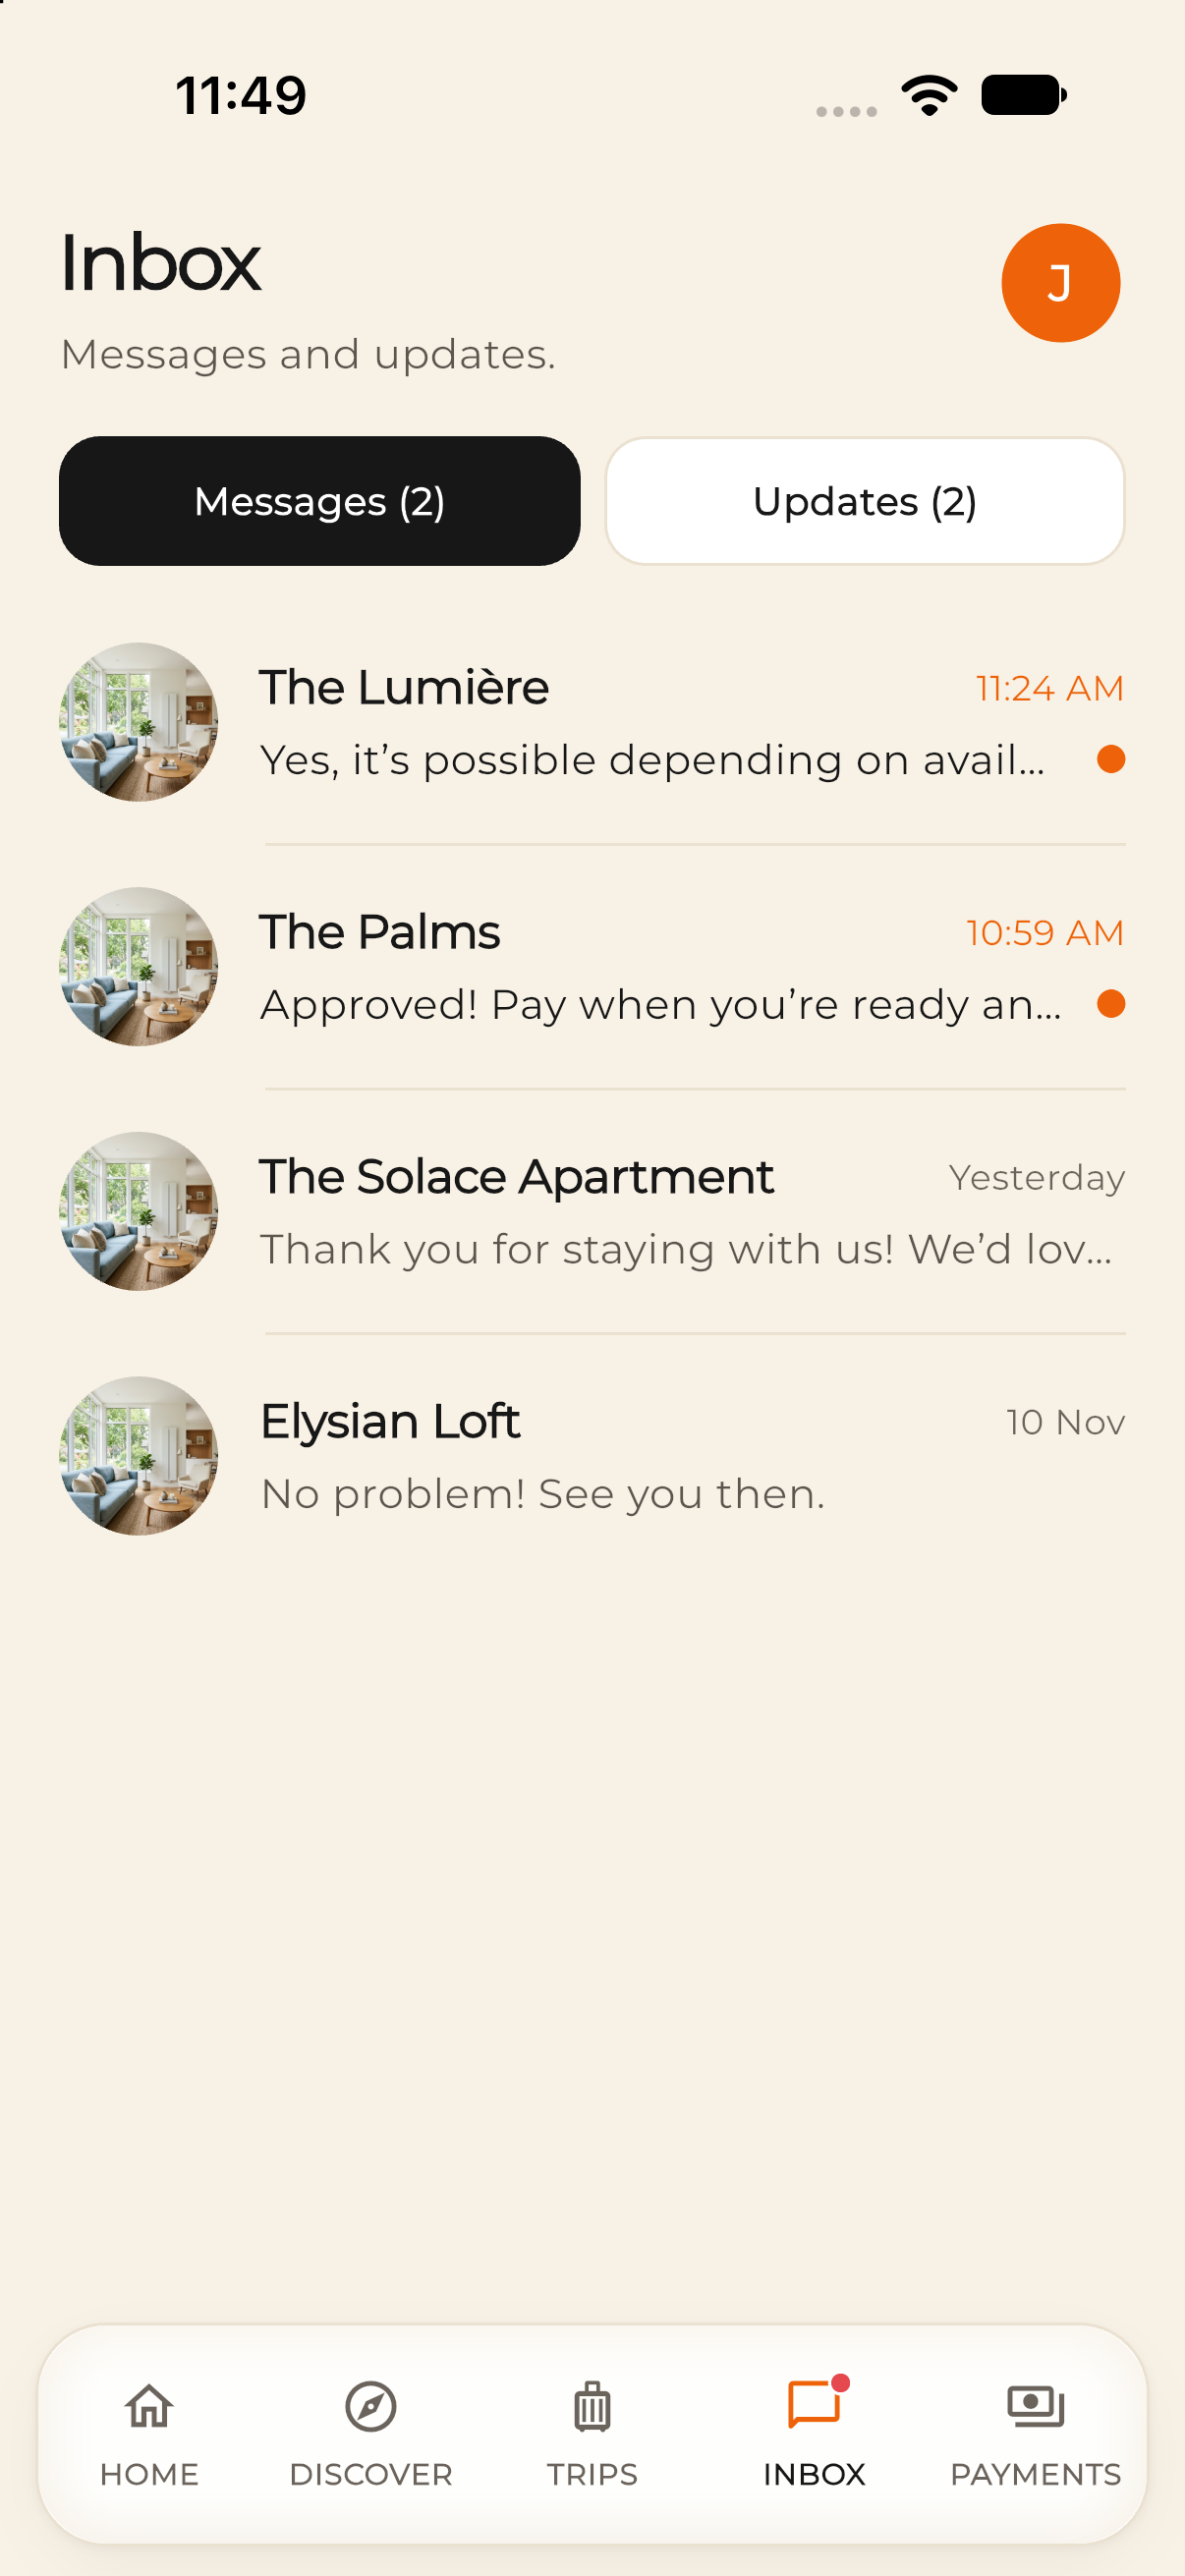 11:49
Inbox
J
Messages and updates.
Messages (2)
Updates (2)
The Lumière
11:24 AM
Yes, it’s possible depending on avail...
The Palms
10:59 AM
Approved! Pay when you’re ready an...
The Solace Apartment
Yesterday
Thank you for staying with us! We’d lov...
Elysian Loft
10 Nov
No problem! See you then.
HOME
DISCOVER
TRIPS
INBOX
PAYMENTS